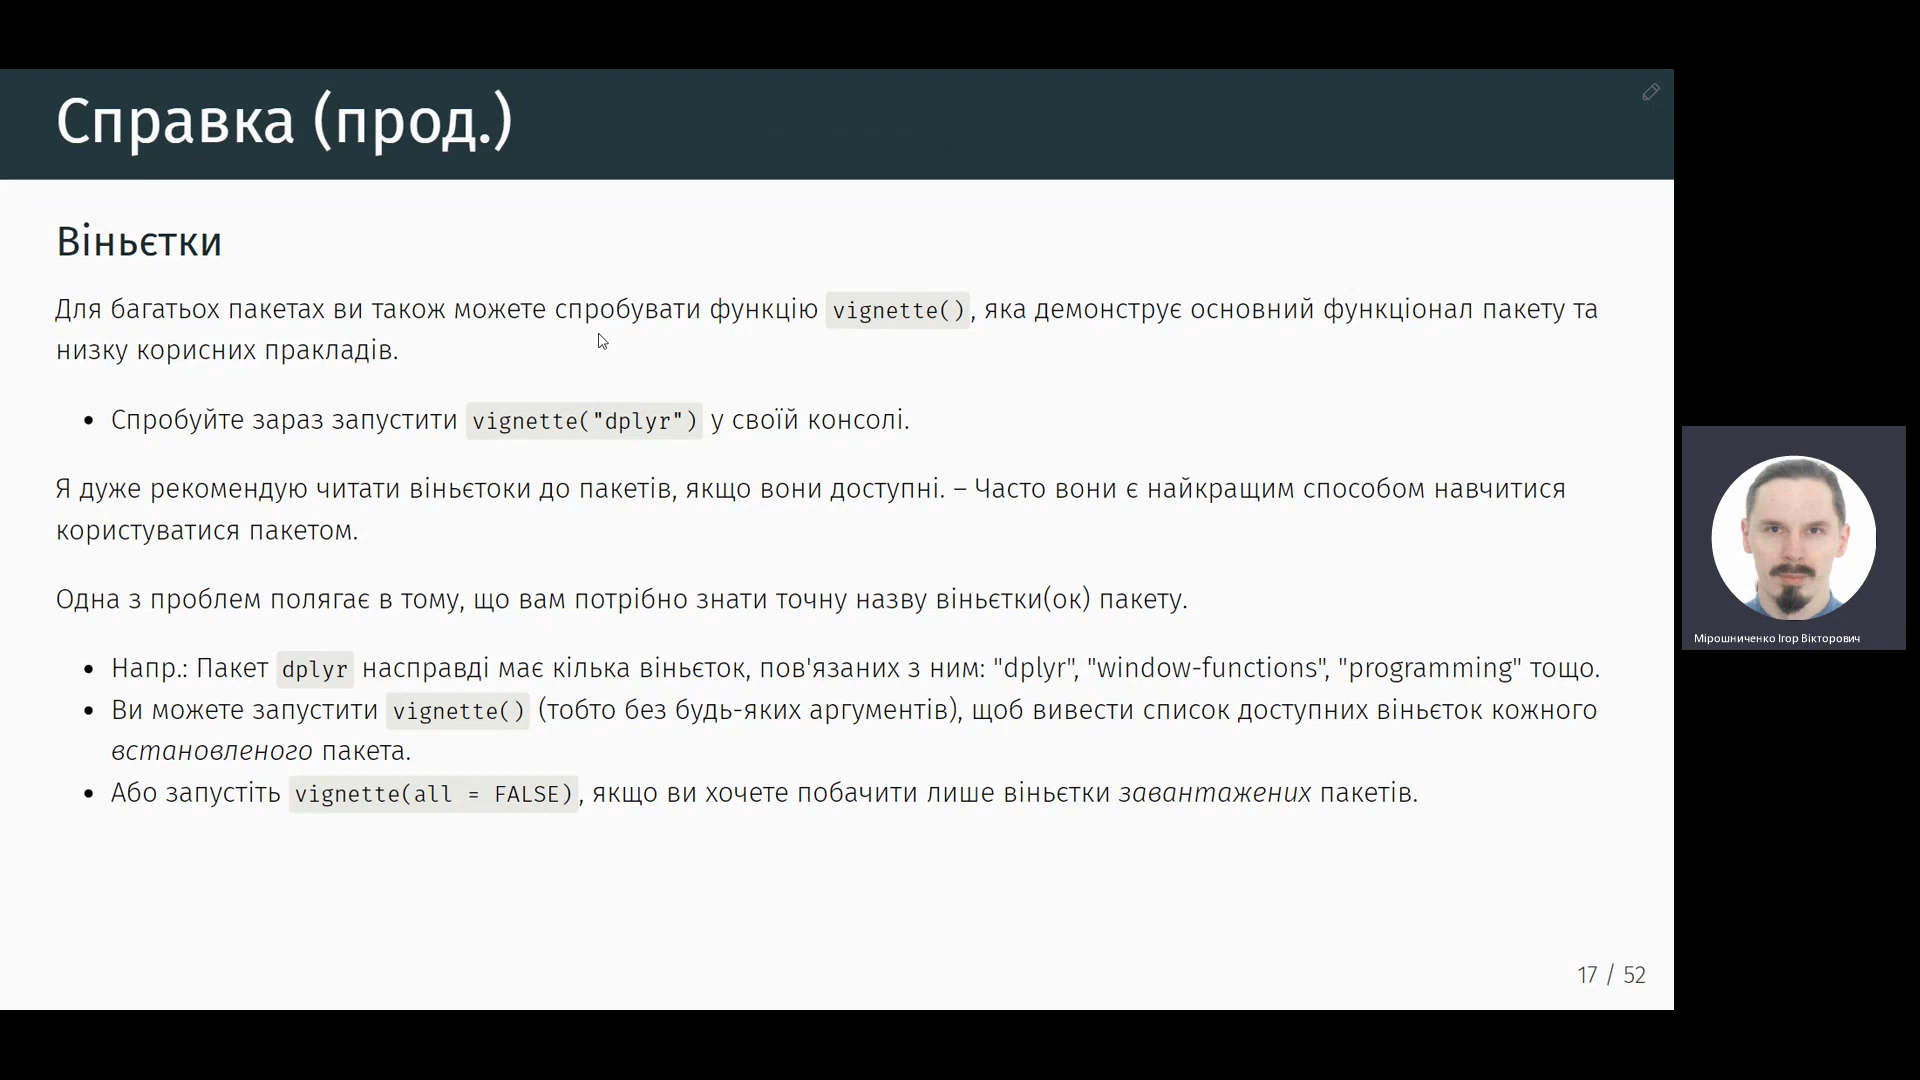 Справка (прод.)
Віньєтки
Для багатьох пакетах ви також можете спробувати функцію vignette(), яка демонструє основний функціонал пакету та
низку корисних пракладів.
• Спробуйте зараз запустити vignette("dplyr") у своїй консолі.
Я дуже рекомендую читати віньєтоки до пакетів, якщо вони доступні. – Часто вони є найкращим способом навчитися
користуватися пакетом.
Одна з проблем полягає в тому, що вам потрібно знати точну назву віньєтки(ок) пакету.
• Напр.: Пакет dplyr насправді має кілька віньєток, пов'язаних з ним: "dplyr", "window-functions", "programming" тощо.
• Ви можете запустити vignette() (тобто без будь-яких аргументів), щоб вивести список доступних віньєток кожного
встановленого пакета.
• Або запустіть vignette(all = FALSE), якщо ви хочете побачити лише віньєтки завантажених пакетів.
17 / 52
Мірошниченко Ігор Вікторович